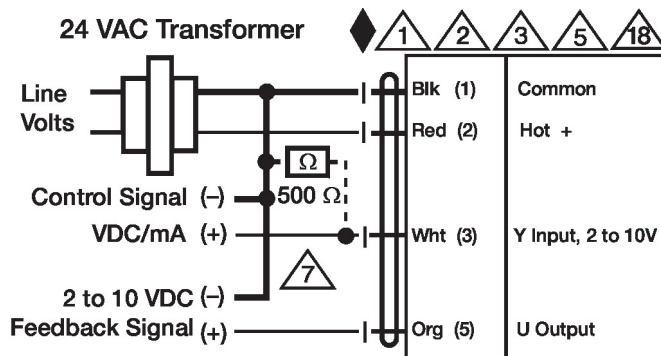 24 VAC Transformer
1 2 3 5 18
Line
Volts
Blk (1) Common
Red (2) Hot +
Ω
500 Ω
Control Signal (–)
VDC/mA (+)
Wht (3) Y Input, 2 to 10V
7
2 to 10 VDC (–)
Feedback Signal (+)
Org (5) U Output